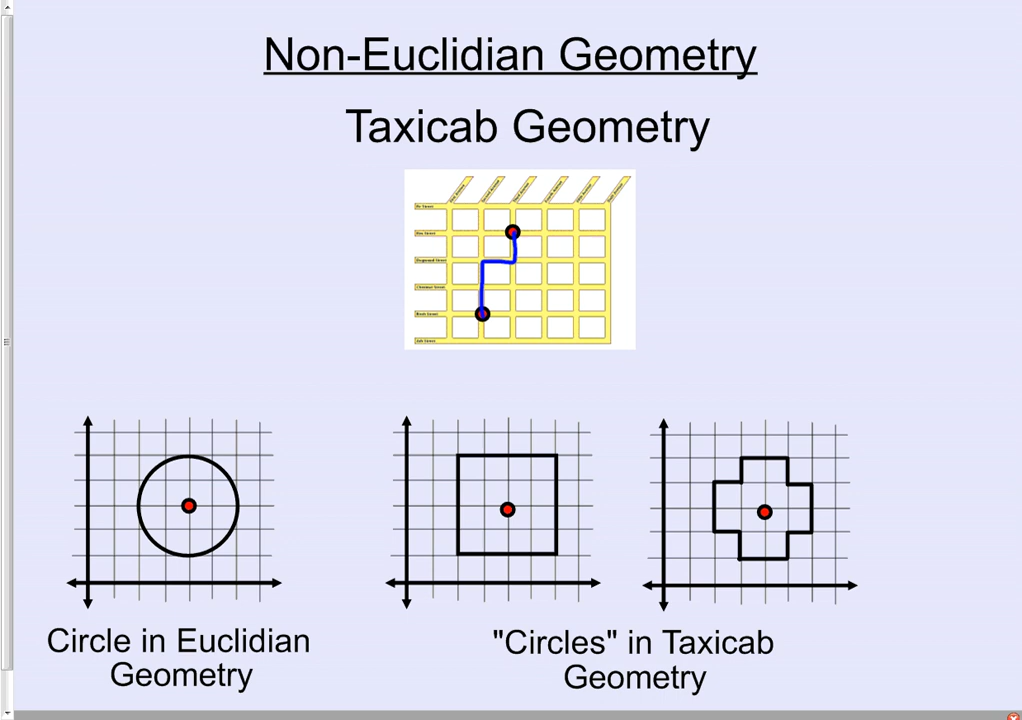 Non-Euclidian Geometry
Taxicab Geometry
Circle in Euclidian
Geometry
"Circles" in Taxicab
Geometry